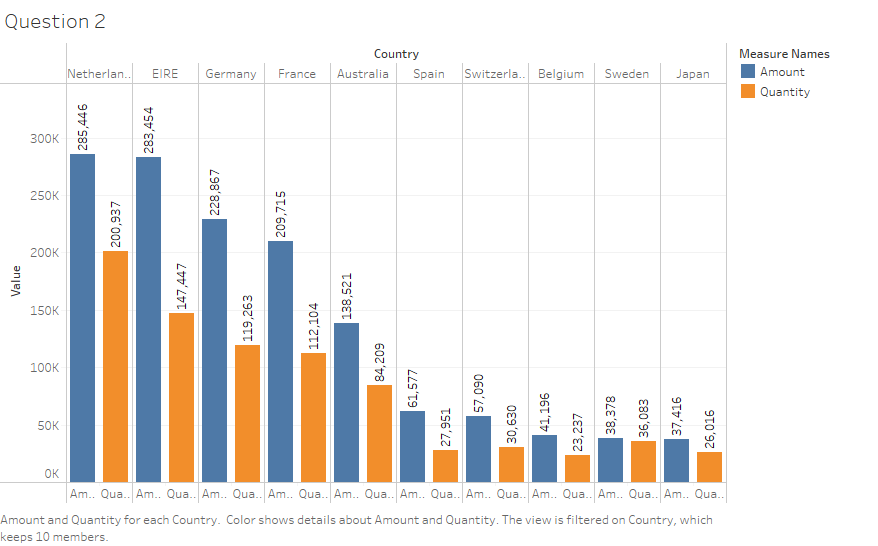 Question 2
Country
Netherlan.. EIRE Germany France Australia Spain Switzerla.. Belgium Sweden Japan
Measure Names
Amount
Quantity
Value
300K
250K
200K
150K
100K
50K
0K
285,446
200,937
283,454
147,447
228,867
119,263
209,715
112,104
138,521
84,209
61,577
27,951
57,090
30,630
41,196
23,237
38,378
36,083
37,416
26,016
Am.. Qua.. Am.. Qua.. Am.. Qua.. Am.. Qua.. Am.. Qua.. Am.. Qua.. Am.. Qua.. Am.. Qua.. Am.. Qua.. Am.. Qua..
Amount and Quantity for each Country. Color shows details about Amount and Quantity. The view is filtered on Country, which
keeps 10 members.